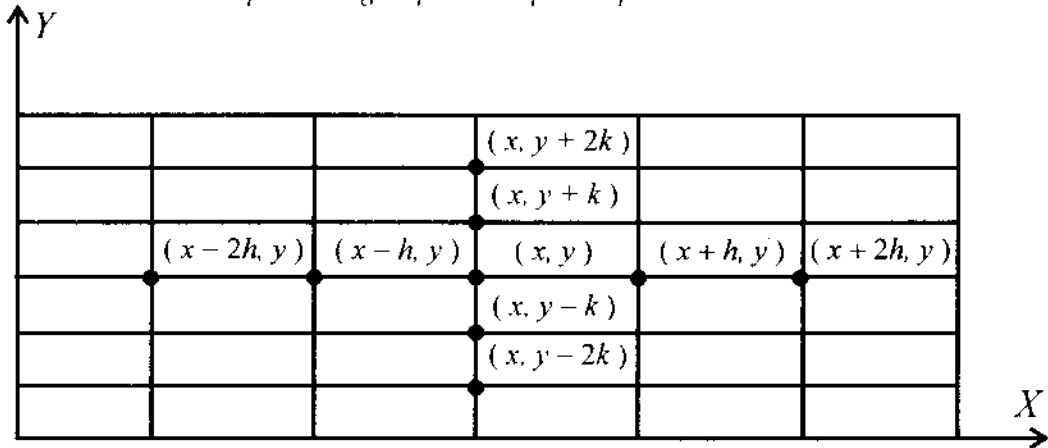 Y
( x, y + 2k )
( x, y + k )
( x − 2h, y ) ( x − h, y ) ( x, y ) ( x + h, y ) ( x + 2h, y )
( x, y − k )
( x, y − 2k )
X